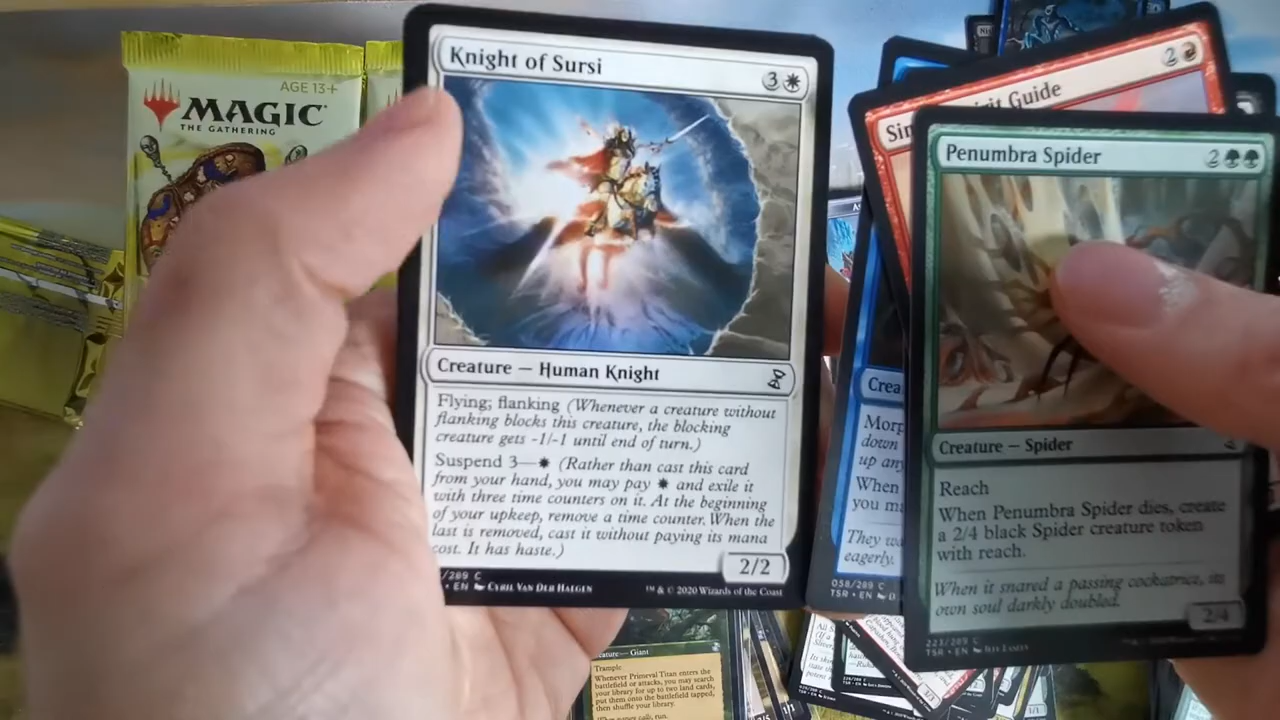 AGE 13+
MAGIC
THE GATHERING
Knight of Sursi
3
Creature — Human Knight
Flying; flanking (Whenever a creature without
flanking blocks this creature, the blocking
creature gets -1/-1 until end of turn.)
Suspend 3— (Rather than cast this card
from your hand, you may pay and exile it
with three time counters on it. At the beginning
of your upkeep, remove a time counter. When the
last is removed, cast it without paying its mana
cost. It has haste.)
2/2
/289 C
• EN CYRIL VAN DER HAEGEN
™ & © 2020 Wizards of the Coast
Guide
2
Penumbra Spider
2
Creature — Spider
Reach
When Penumbra Spider dies, create
a 2/4 black Spider creature token
with reach.
When it snared a passing cockatrice, its
own soul darkly doubled.
2/4
221/289 C
TSR • EN
Crea
Morp
down
up any
When
you m
They w
eagerly.
058/289 C
TSR • EN
Giant
Trample
Whenever Primeval Titan enters the
battlefield or attacks, you may search
your library for up to two land cards,
put them onto the battlefield tapped,
then shuffle your library.